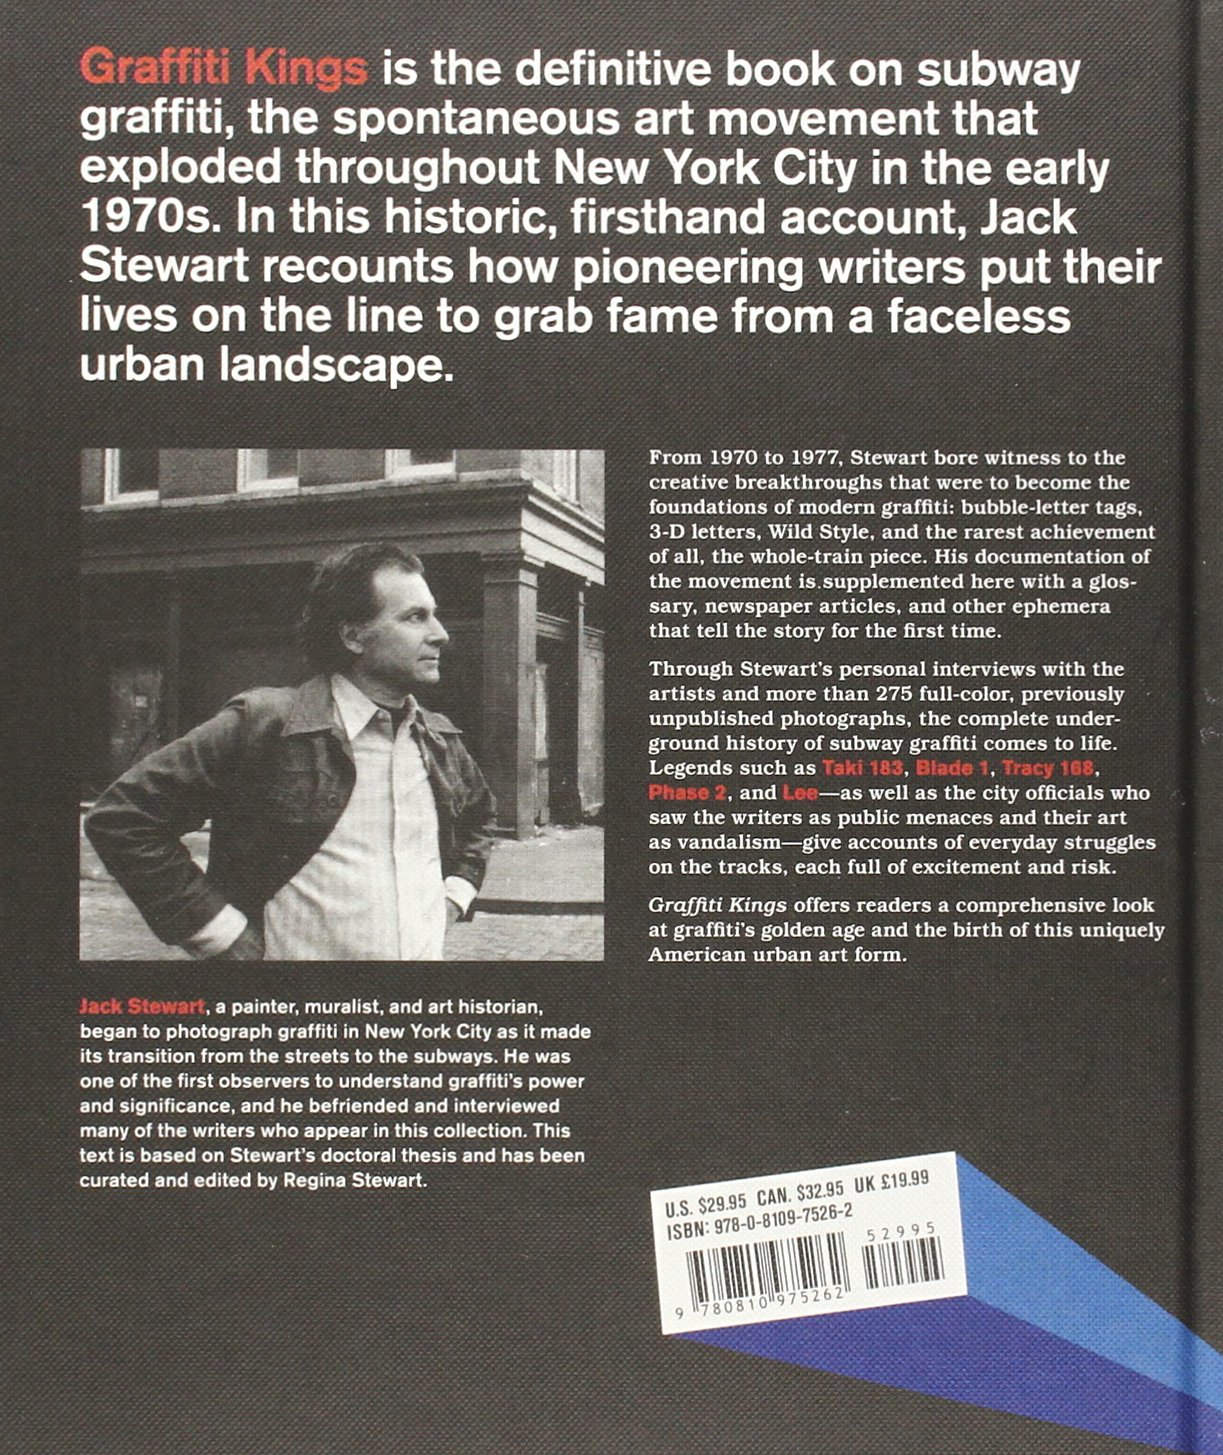 Graffiti Kings is the definitive book on subway
graffiti, the spontaneous art movement that
exploded throughout New York City in the early
1970s. In this historic, firsthand account, Jack
Stewart recounts how pioneering writers put their
lives on the line to grab fame from a faceless
urban landscape.
From 1970 to 1977, Stewart bore witness to the
creative breakthroughs that were to become the
foundations of modern graffiti: bubble-letter tags,
3-D letters, Wild Style, and the rarest achievement
of all, the whole-train piece. His documentation of
the movement is supplemented here with a glos-
sary, newspaper articles, and other ephemera
that tell the story for the first time.
Through Stewart's personal interviews with the
artists and more than 275 full-color, previously
unpublished photographs, the complete under-
ground history of subway graffiti comes to life.
Legends such as Taki 183, Blade 1, Tracy 168,
Phase 2, and Lee—as well as the city officials who
saw the writers as public menaces and their art
as vandalism—give accounts of everyday struggles
on the tracks, each full of excitement and risk.
Graffiti Kings offers readers a comprehensive look
at graffiti's golden age and the birth of this uniquely
American urban art form.
Jack Stewart, a painter, muralist, and art historian,
began to photograph graffiti in New York City as it made
its transition from the streets to the subways. He was
one of the first observers to understand graffiti's power
and significance, and he befriended and interviewed
many of the writers who appear in this collection. This
text is based on Stewart's doctoral thesis and has been
curated and edited by Regina Stewart.
U.S. $29.95 CAN. $32.95 UK £19.99
ISBN: 978-0-8109-7526-2
52995
9 780810 975262